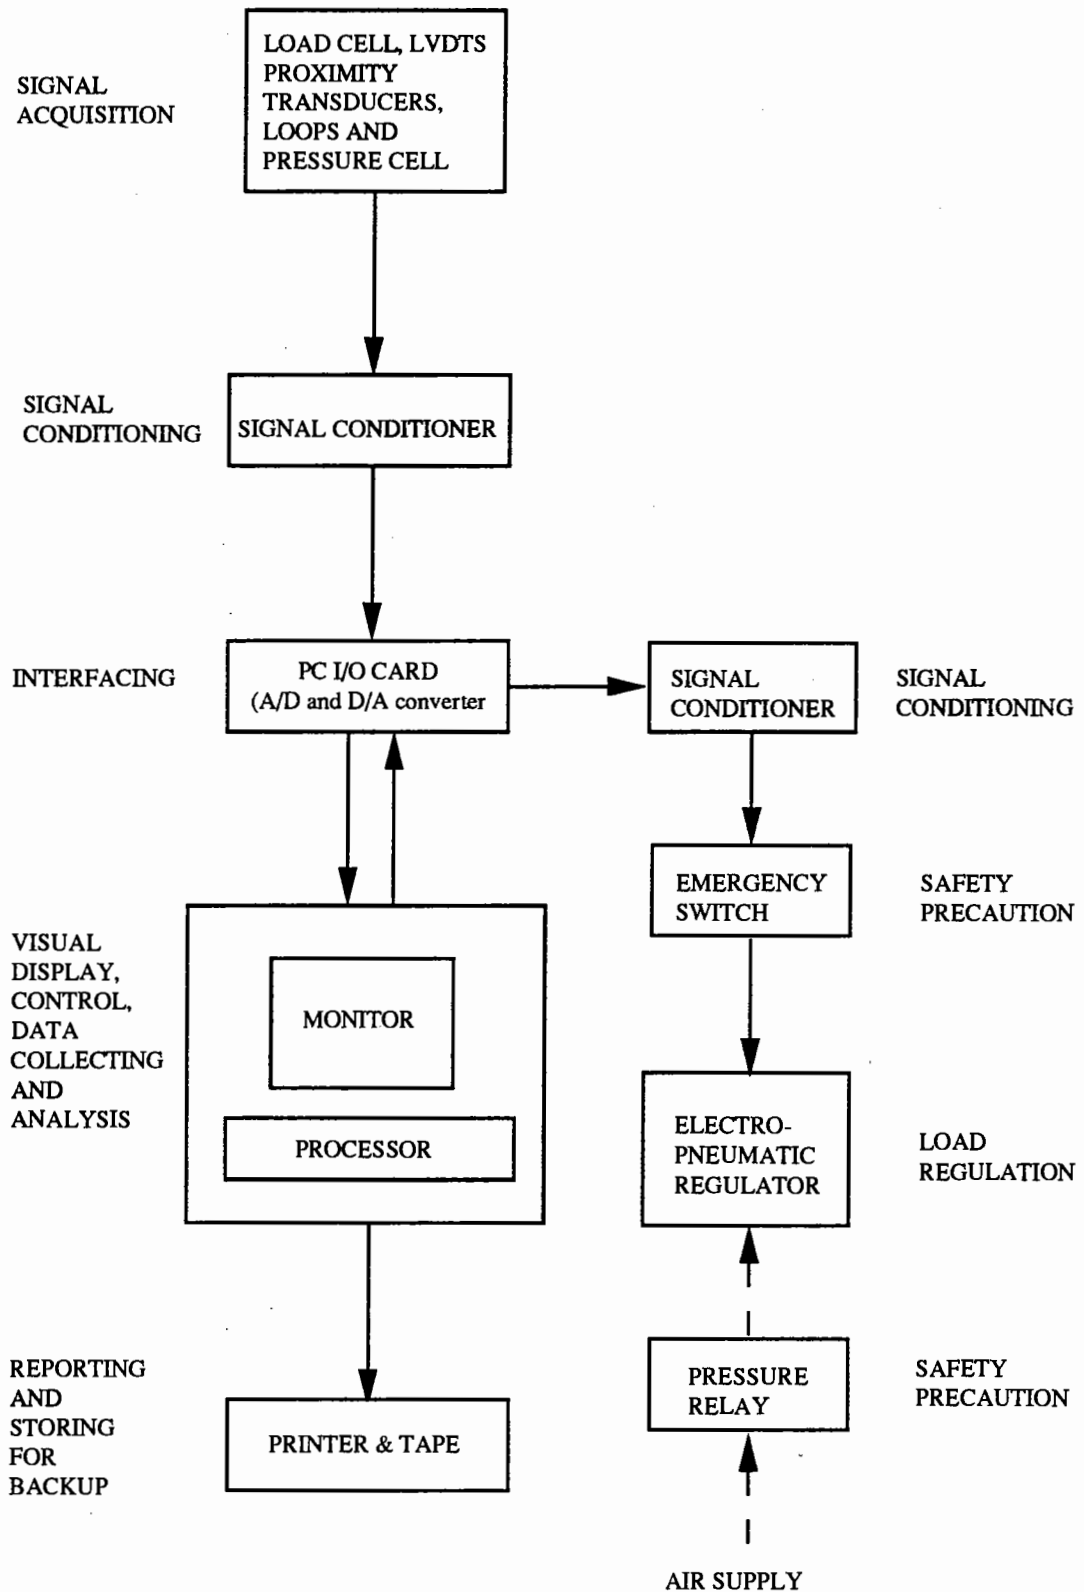 SIGNAL
ACQUISITION
LOAD CELL, LVDTS
PROXIMITY
TRANSDUCERS,
LOOPS AND
PRESSURE CELL
SIGNAL
CONDITIONING
SIGNAL CONDITIONER
INTERFACING
PC I/O CARD
(A/D and D/A converter
SIGNAL
CONDITIONER
SIGNAL
CONDITIONING
EMERGENCY
SWITCH
SAFETY
PRECAUTION
VISUAL
DISPLAY,
CONTROL,
DATA
COLLECTING
AND
ANALYSIS
MONITOR
PROCESSOR
ELECTRO-
PNEUMATIC
REGULATOR
LOAD
REGULATION
REPORTING
AND
STORING
FOR
BACKUP
PRINTER & TAPE
PRESSURE
RELAY
SAFETY
PRECAUTION
AIR SUPPLY